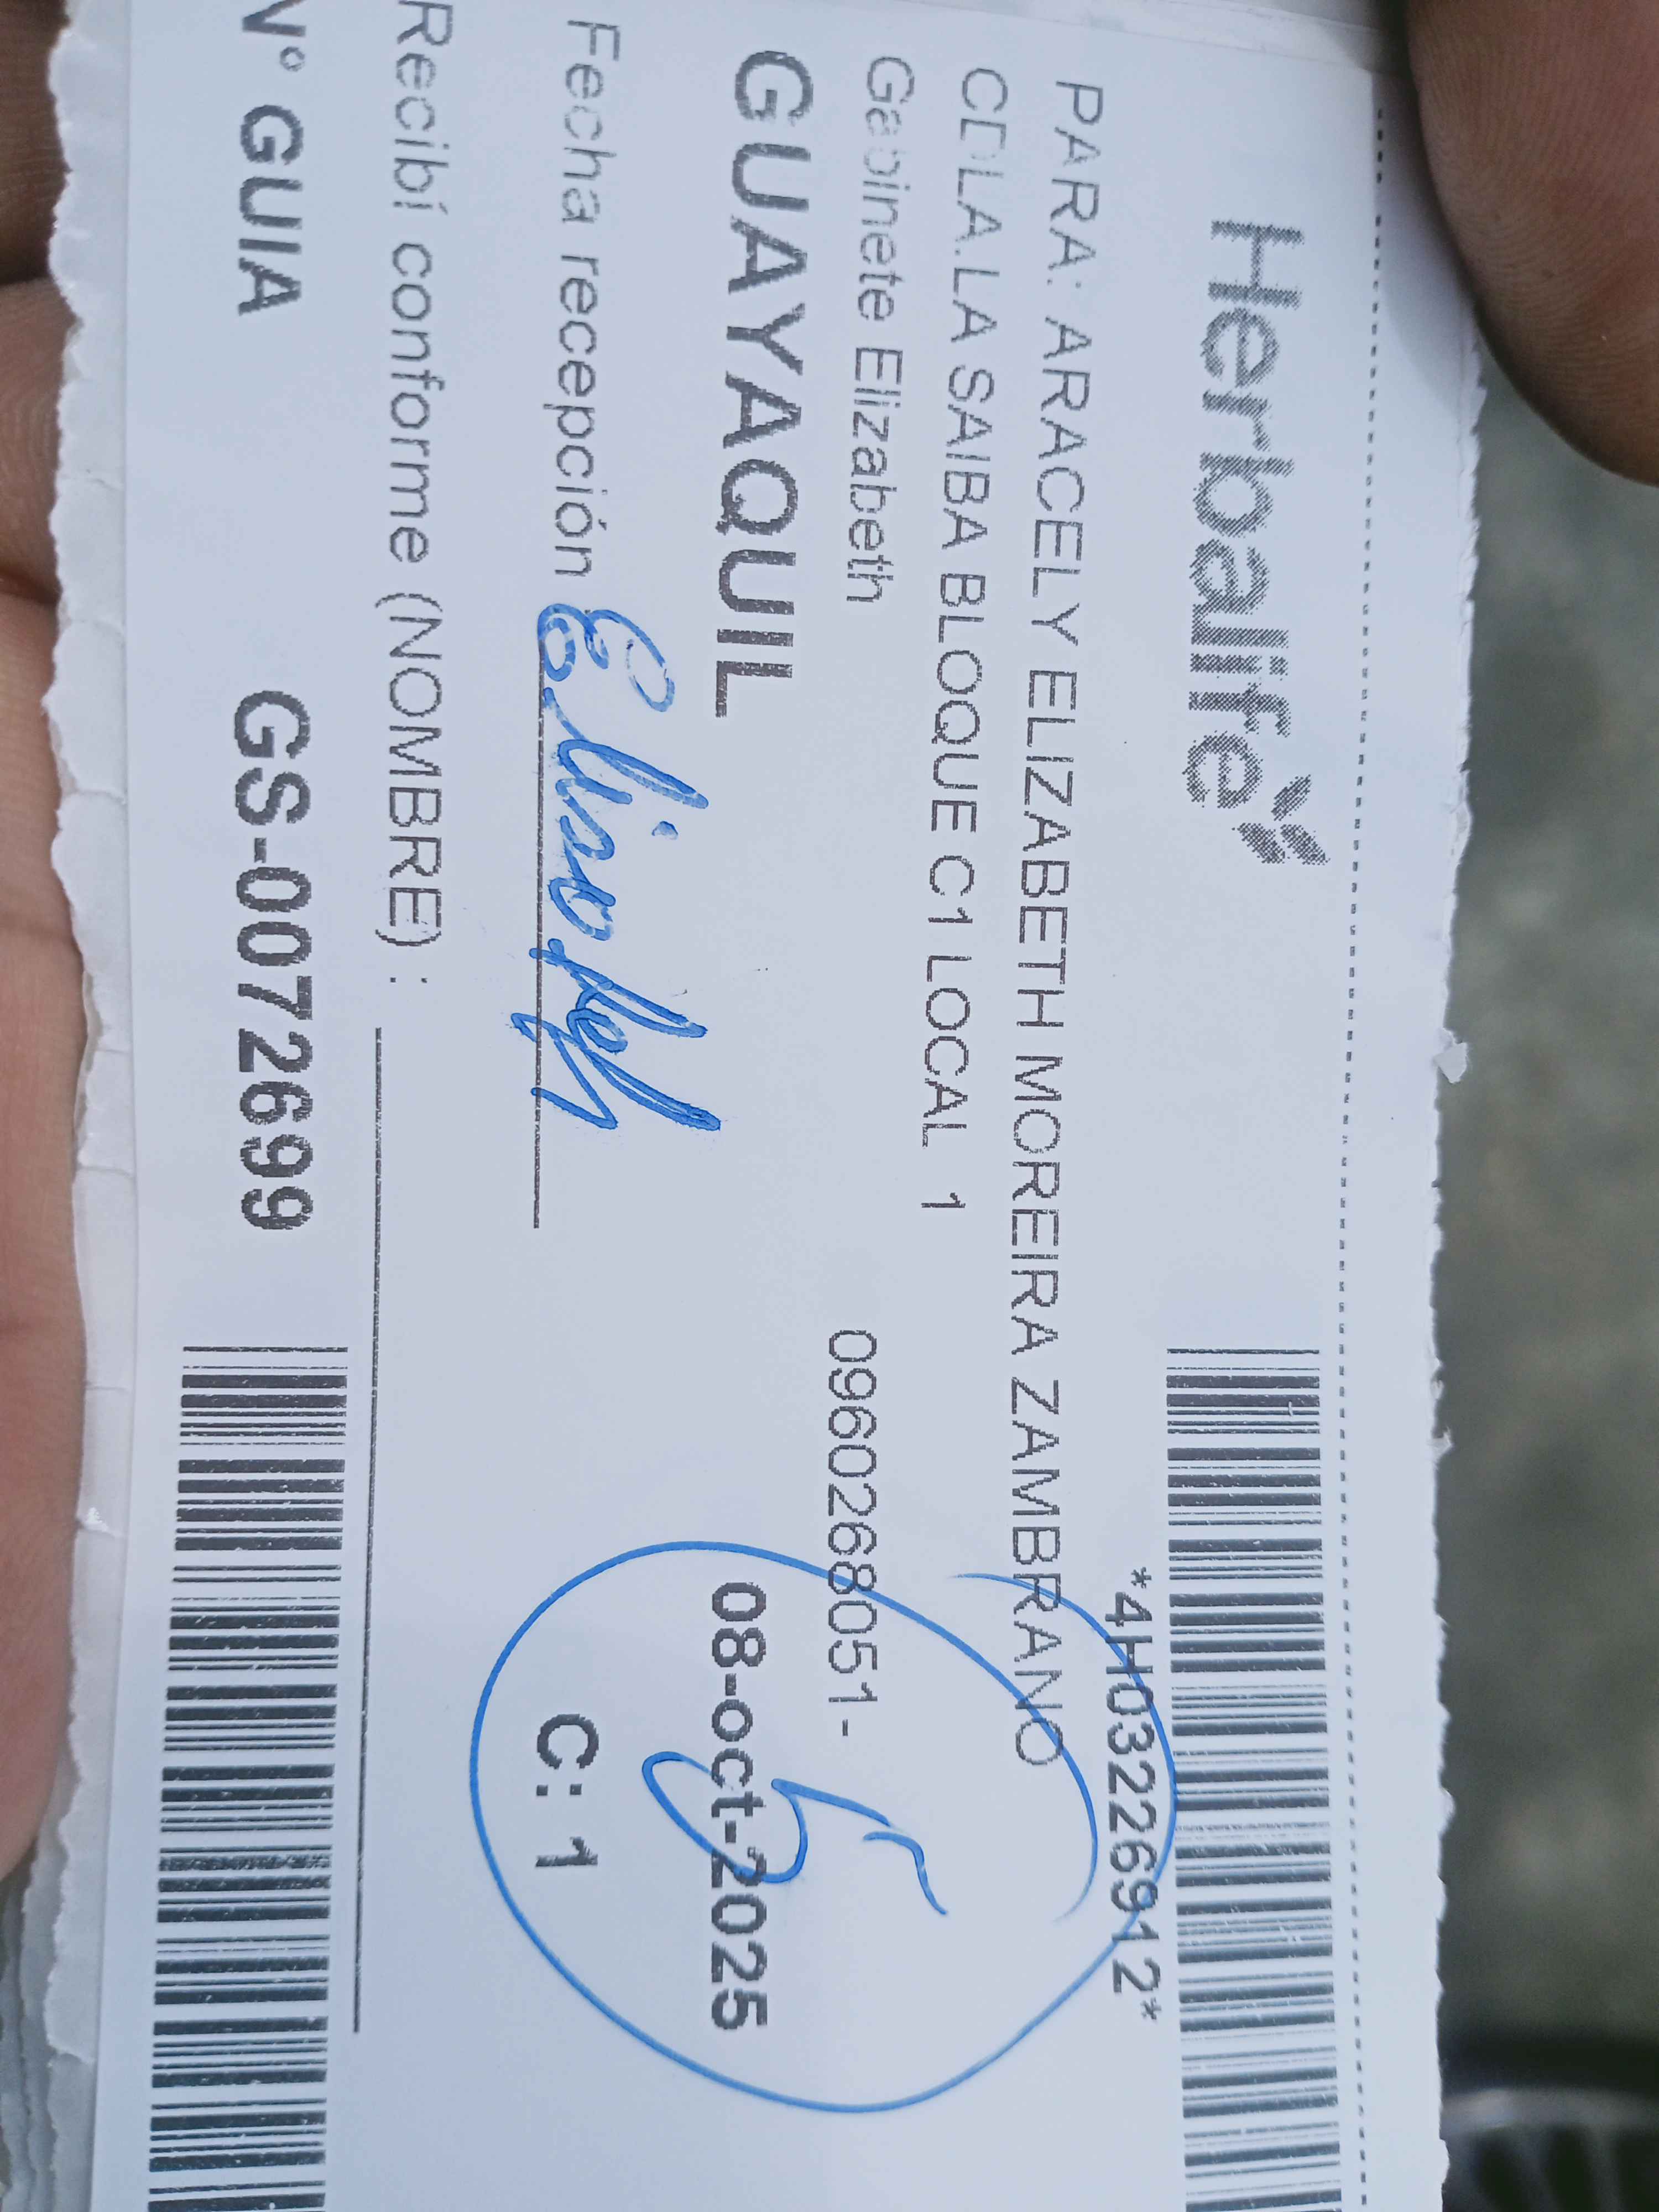 Herbalife
*4H03226912*
PARA: ARACELY ELIZABETH MOREIRA ZAMBRANO
CDLA.LA SAIBA BLOQUE C1 LOCAL 1
Gabinete Elizabeth 0960268051-
GUAYAQUIL 08-oct-2025
5
Fecha recepción C: 1
Recibí conforme (NOMBRE) :
N° GUIA GS-0072699